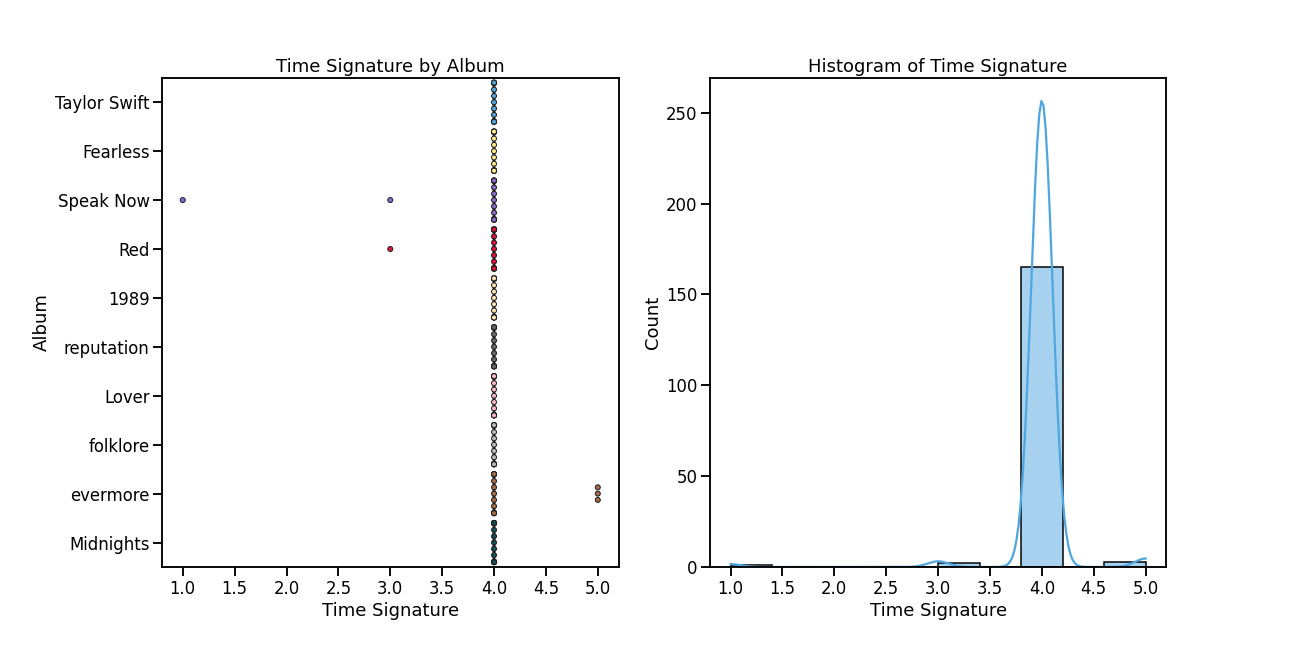 Time Signature by Album
Taylor Swift
Fearless
Speak Now
Red
1989
reputation
Lover
folklore
evermore
Midnights
Album
1.0 1.5 2.0 2.5 3.0 3.5 4.0 4.5 5.0
Time Signature
Histogram of Time Signature
250
200
150
100
50
0
Count
1.0 1.5 2.0 2.5 3.0 3.5 4.0 4.5 5.0
Time Signature